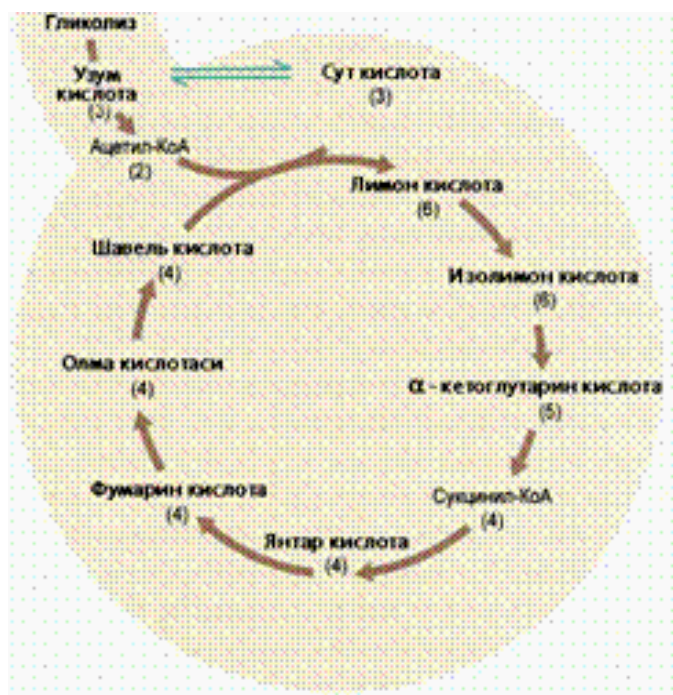 Гликолиз
Узум
кислота
(3)
Сут кислота
(3)
Ацетил-КоА
(2)
Лимон кислота
(6)
Шавель кислота
(4)
Изолимон кислота
(6)
Олма кислотаси
(4)
α - кетоглутарин кислота
(5)
Фумарин кислота
(4)
Сукцинил-КоА
(4)
Янтар кислота
(4)